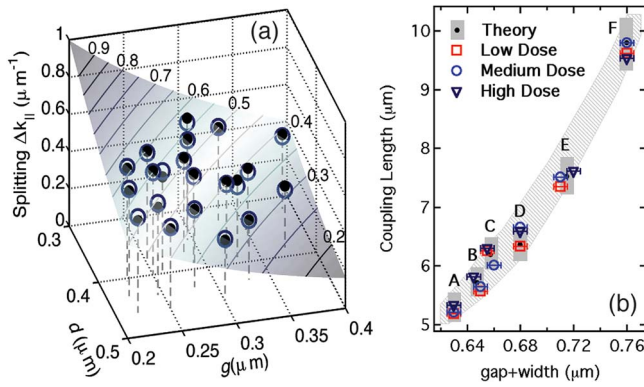 (a)
Splitting Δk|| (μm⁻¹)
1
0.8
0.6
0.4
0.2
0
0.9
0.8
0.7
0.6
0.5
0.4
0.3
0.2
0.3
0.4
0.5
d (μm)
0.2
0.25
0.3
0.35
0.4
g(μm)
(b)
Coupling Length (μm)
10
9
8
7
6
5
Theory
Low Dose
Medium Dose
High Dose
F
E
D
C
B
A
0.64
0.68
0.72
0.76
gap+width (μm)